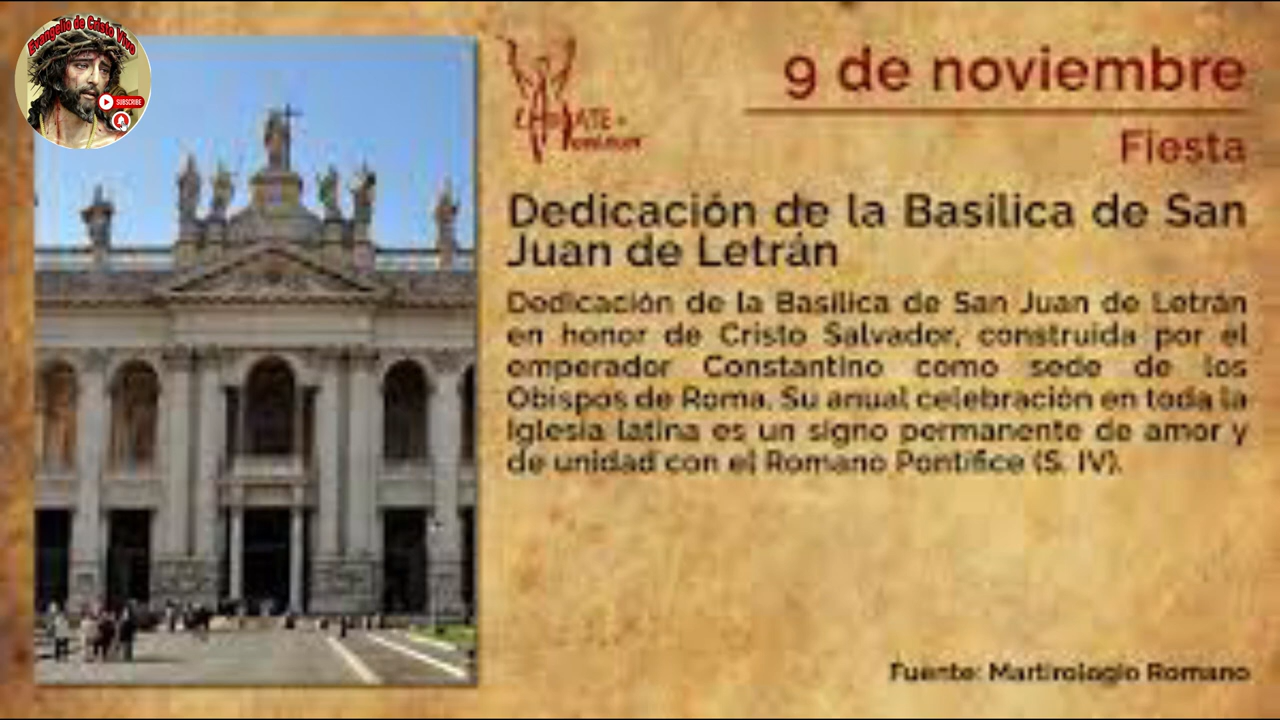 Evangelio de Cristo Vivo
SUBSCRIBE
9 de noviembre
Fiesta
Dedicación de la Basílica de San
Juan de Letrán
Dedicación de la Basílica de San Juan de Letrán
en honor de Cristo Salvador, construida por el
emperador Constantino como sede de los
Obispos de Roma. Su anual celebración en toda la
Iglesia latina es un signo permanente de amor y
de unidad con el Romano Pontífice (S. IV).
Fuente: Martirologio Romano